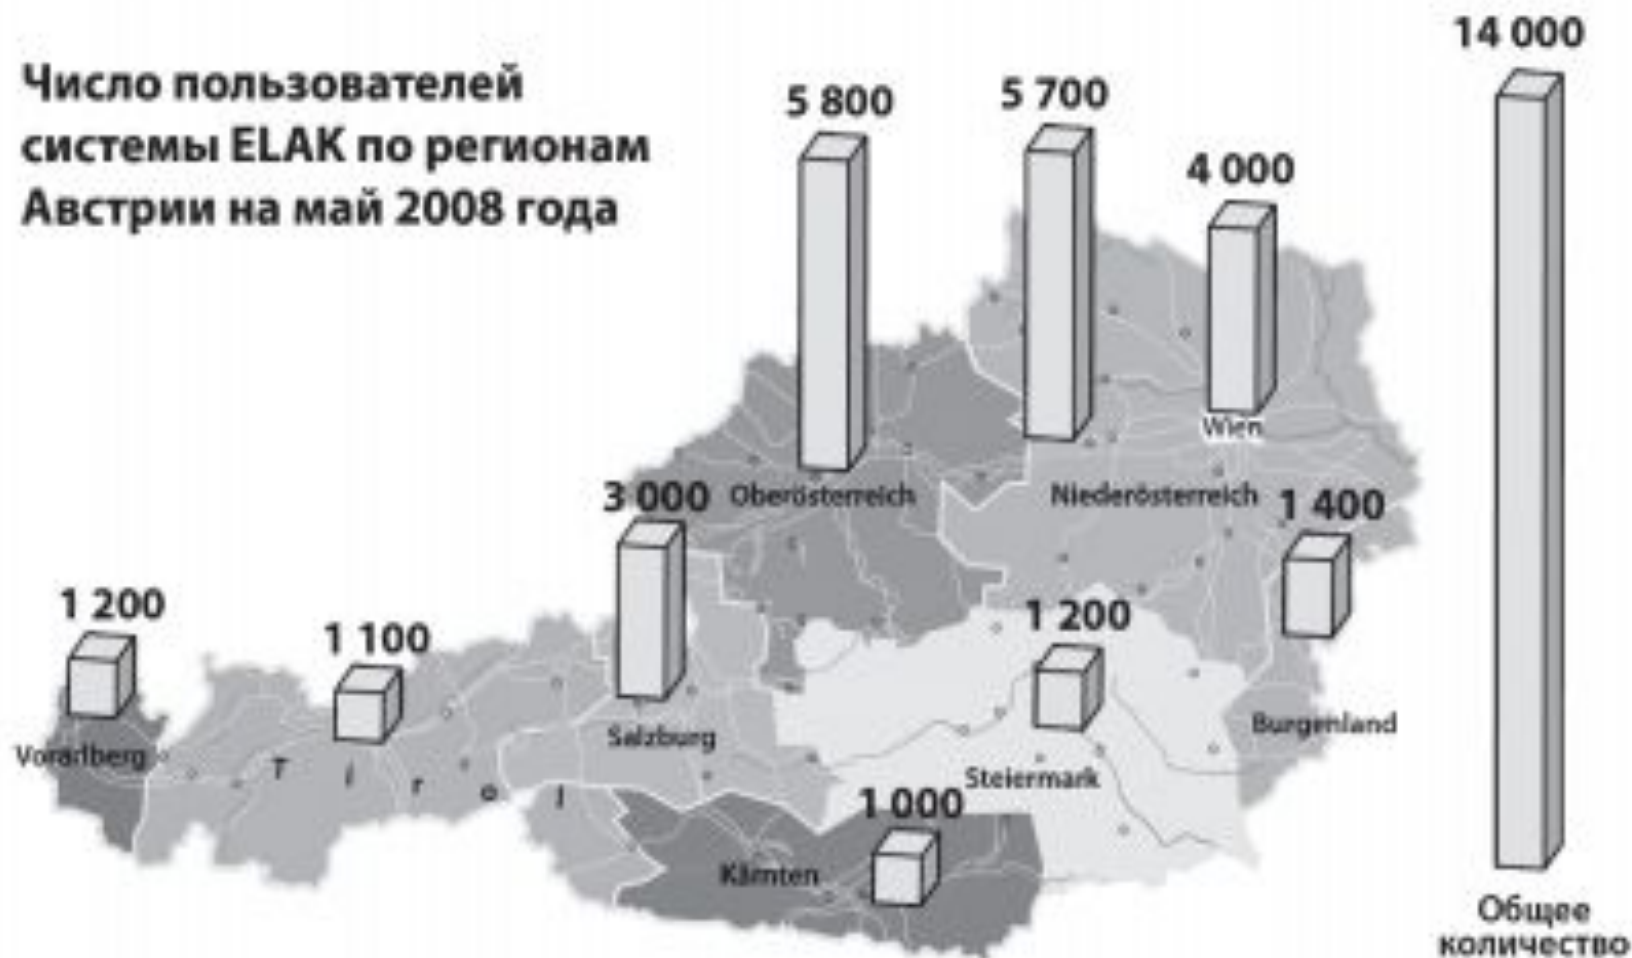 Число пользователей
системы ELAK по регионам
Австрии на май 2008 года
14 000
5 800
5 700
4 000
Wien
3 000
Oberösterreich
Niederösterreich
1 400
1 200
1 100
1 200
Vorarlberg
Tirol
Salzburg
Burgenland
Steiermark
1 000
Kärnten
Общее
количество